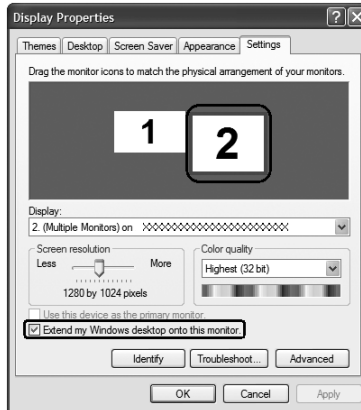 Display Properties
Themes Desktop Screen Saver Appearance Settings
Drag the monitor icons to match the physical arrangement of your monitors.
1 2
Display:
2. (Multiple Monitors) on XXXXXXXXXXXXXXXXXXXXXX
Screen resolution
Less More
1280 by 1024 pixels
Color quality
Highest (32 bit)
Use this device as the primary monitor.
Extend my Windows desktop onto this monitor.
Identify Troubleshoot... Advanced
OK Cancel Apply